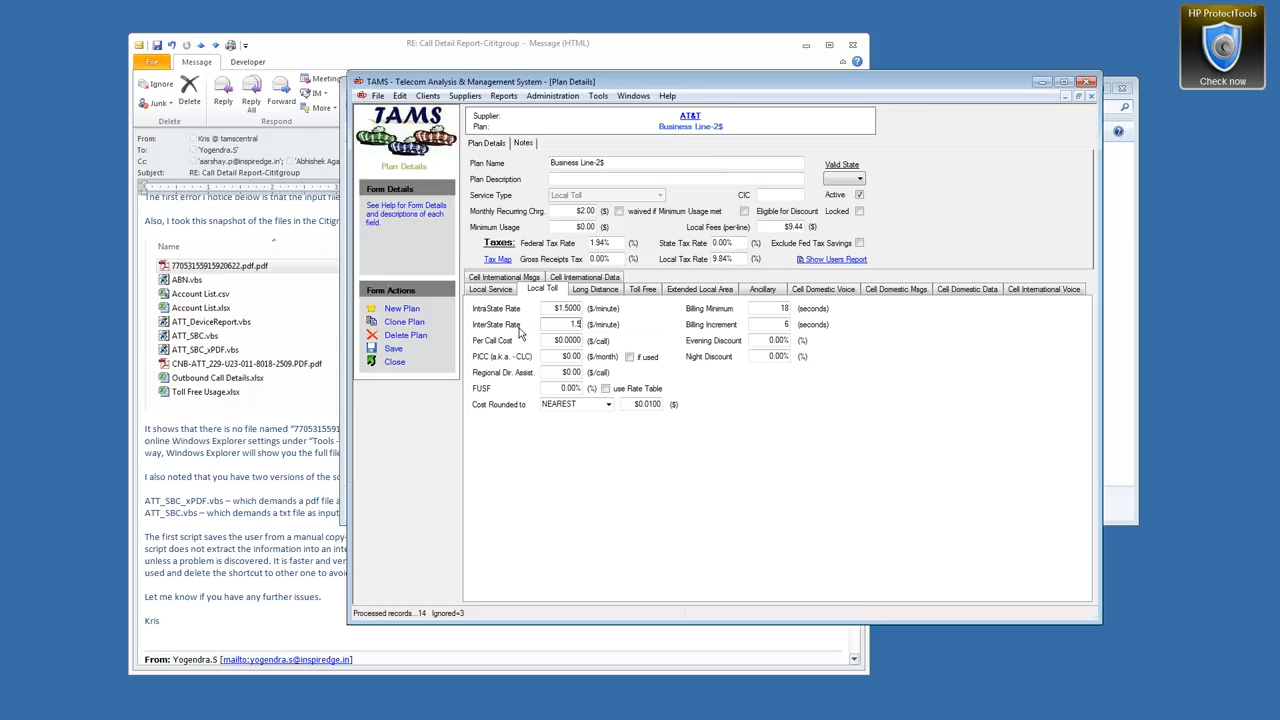 HP ProtectTools
Check now
RE: Call Detail Report-Cititgroup - Message (HTML)
File
Message
Developer
Ignore
Junk
Delete
Reply
Reply All
Forward
Meeting
IM
More
Delete
Respond
From: Kris @ tamscentral
To: 'Yogendra.S'
Cc: 'aarshay.p@inspiredge.in'; 'Abhishek Aga
Subject: RE: Call Detail Report-Cititgroup
The first error I notice below is that the input file
Also, I took this snapshot of the files in the Citigr
Name
77053155915920622.pdf.pdf
ABN.vbs
Account List.csv
Account List.xlsx
ATT_DeviceReport.vbs
ATT_SBC.vbs
ATT_SBC_xPDF.vbs
CNB-ATT_229-U23-011-8018-2509.PDF
Outbound Call Details.xlsx
Toll Free Usage.xlsx
It shows that there is no file named "770531559
online Windows Explorer settings under "Tools -
way, Windows Explorer will show you the full file
I also noted that you have two versions of the sc
ATT_SBC_xPDF.vbs – which demands a pdf file a
ATT_SBC.vbs – which demands a txt file as input
The first script saves the user from a manual copy-
script does not extract the information into an inte
unless a problem is discovered. It is faster and ver
used and delete the shortcut to other one to avoi
Let me know if you have any further issues.
Kris
From: Yogendra.S [mailto:yogendra.s@inspiredge.in]
TAMS - Telecom Analysis & Management System - [Plan Details]
File Edit Clients Suppliers Reports Administration Tools Windows Help
TAMS
Plan Details
Form Details
See Help for Form Details
and descriptions of each
field.
Form Actions
New Plan
Clone Plan
Delete Plan
Save
Close
Supplier: AT&T
Plan: Business Line-2$
Plan Details Notes
Plan Name Business Line-2$ Valid State
Plan Description
Service Type Local Toll CIC Active
Monthly Recurring Chrg. $2.00 ($) waived if Minimum Usage met Eligible for Discount Locked
Minimum Usage $0.00 ($) Local Fees (per-line) $9.44 ($)
Taxes: Federal Tax Rate 1.94% (%) State Tax Rate 0.00% (%) Exclude Fed Tax Savings
Tax Map Gross Receipts Tax 0.00% (%) Local Tax Rate 9.84% (%) Show Users Report
Cell International Msgs Cell International Data
Local Service Local Toll Long Distance Toll Free Extended Local Area Ancillary Cell Domestic Voice Cell Domestic Msgs Cell Domestic Data Cell International Voice
IntraState Rate $1.5000 ($/minute) Billing Minimum 18 (seconds)
InterState Rate 1.5 ($/minute) Billing Increment 6 (seconds)
Per Call Cost $0.0000 ($/call) Evening Discount 0.00% (%)
PICC (a.k.a. - CLC) $0.00 ($/month) if used Night Discount 0.00% (%)
Regional Dir. Assist. $0.00 ($/call)
FUSF 0.00% (%) use Rate Table
Cost Rounded to NEAREST $0.0100 ($)
Processed records...14 Ignored=3